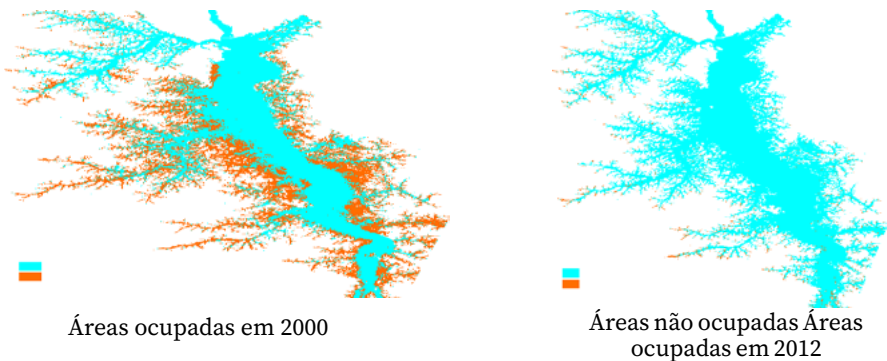 Áreas ocupadas em 2000
Áreas não ocupadas Áreas
ocupadas em 2012